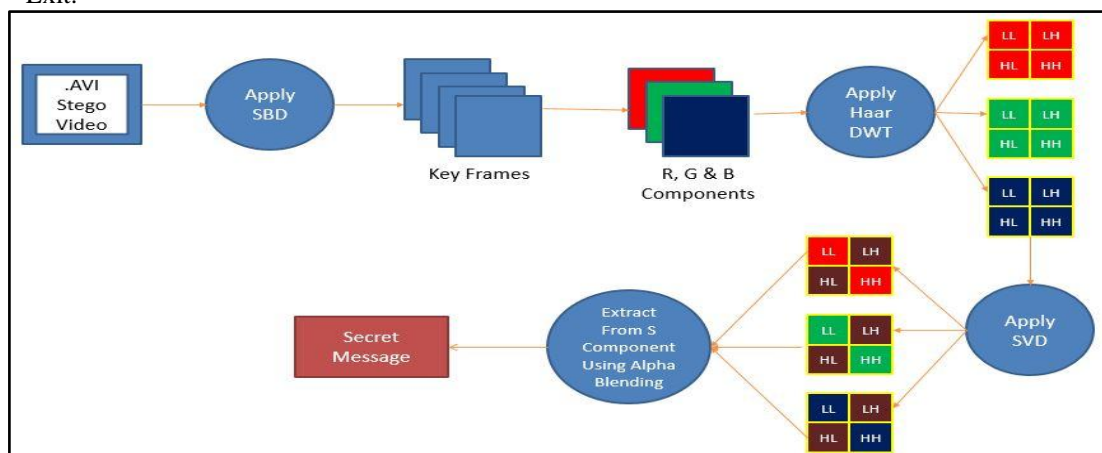 Exit.
.AVI
Stego
Video
Apply
SBD
Key Frames
R, G & B
Components
Apply
Haar
DWT
LL LH
HL HH
LL LH
HL HH
LL LH
HL HH
Apply
SVD
LL LH
HL HH
LL LH
HL HH
LL LH
HL HH
Extract
From S
Component
Using Alpha
Blending
Secret
Message